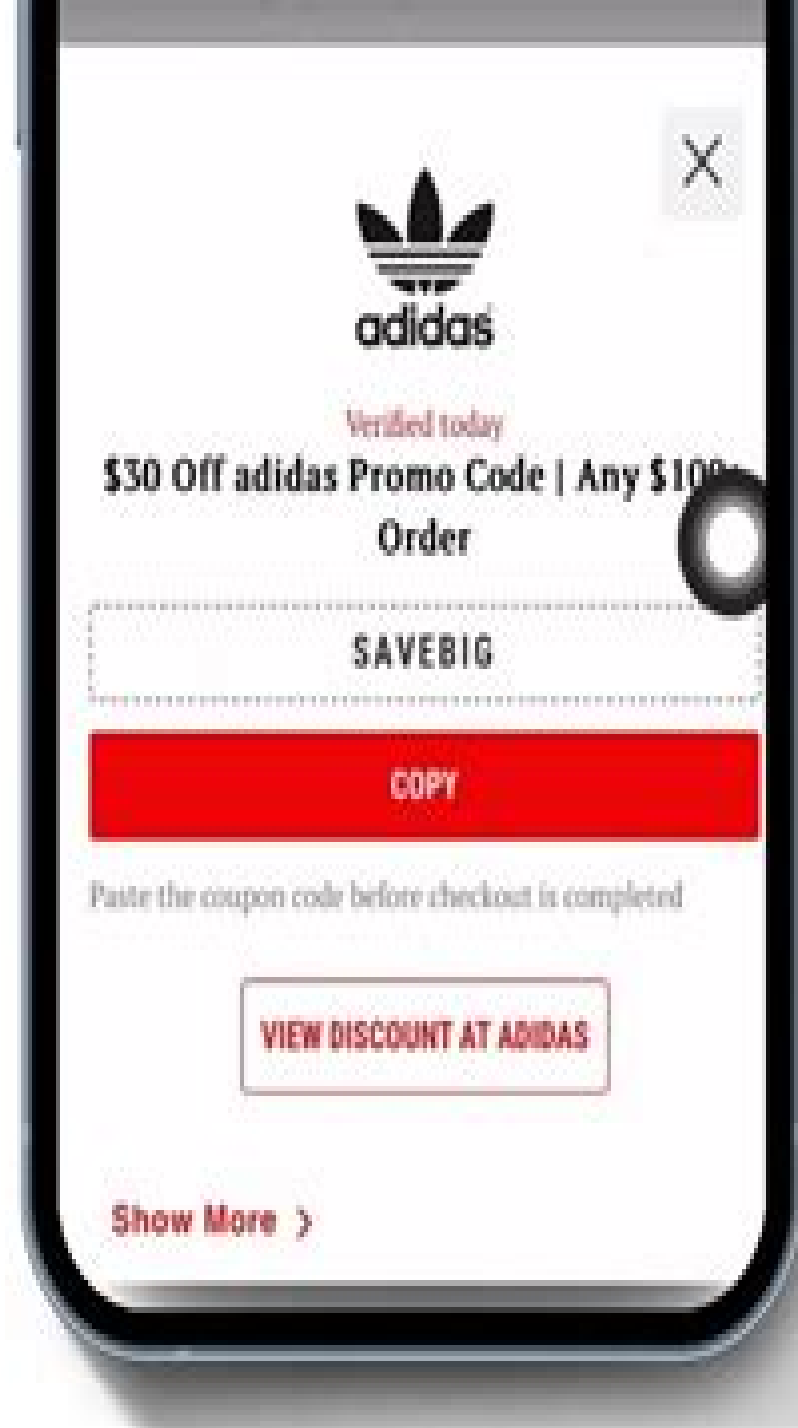 adidas
Verified today
$30 Off adidas Promo Code | Any
Order
SAVEBIG
COPY
Paste the coupon code before checkout is completed
VIEW DISCOUNT AT ADIDAS
Show More